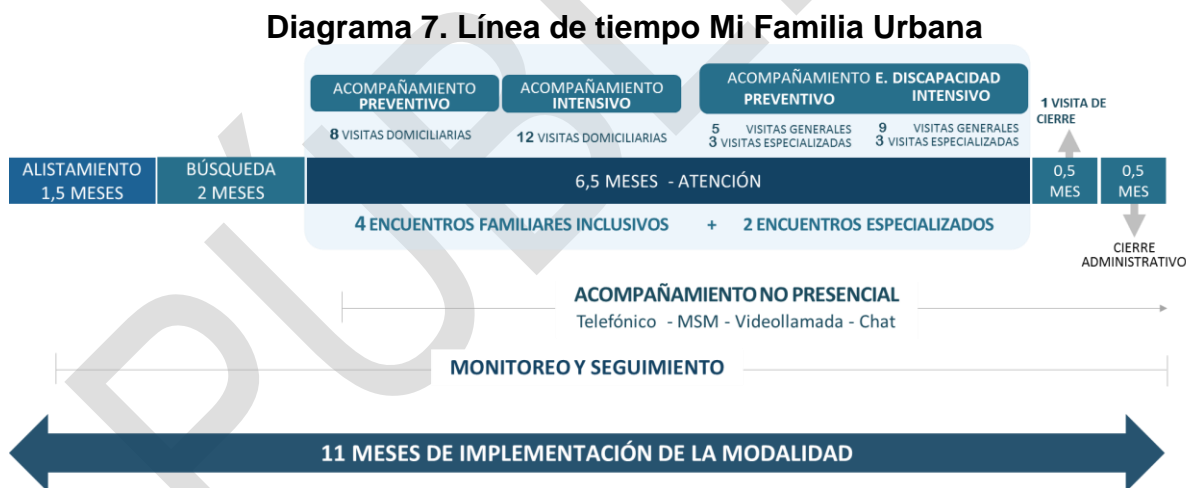 Diagrama 7. Línea de tiempo Mi Familia Urbana
ACOMPAÑAMIENTO
PREVENTIVO
8 VISITAS DOMICILIARIAS
ACOMPAÑAMIENTO
INTENSIVO
12 VISITAS DOMICILIARIAS
ACOMPAÑAMIENTO E. DISCAPACIDAD
PREVENTIVO INTENSIVO
5 VISITAS GENERALES
3 VISITAS ESPECIALIZADAS
9 VISITAS GENERALES
3 VISITAS ESPECIALIZADAS
1 VISITA DE
CIERRE
ALISTAMIENTO
1,5 MESES
BÚSQUEDA
2 MESES
6,5 MESES - ATENCIÓN
0,5
MES
0,5
MES
4 ENCUENTROS FAMILIARES INCLUSIVOS + 2 ENCUENTROS ESPECIALIZADOS
CIERRE
ADMINISTRATIVO
ACOMPAÑAMIENTO NO PRESENCIAL
Telefónico - MSM - Videollamada - Chat
MONITOREO Y SEGUIMIENTO
11 MESES DE IMPLEMENTACIÓN DE LA MODALIDAD